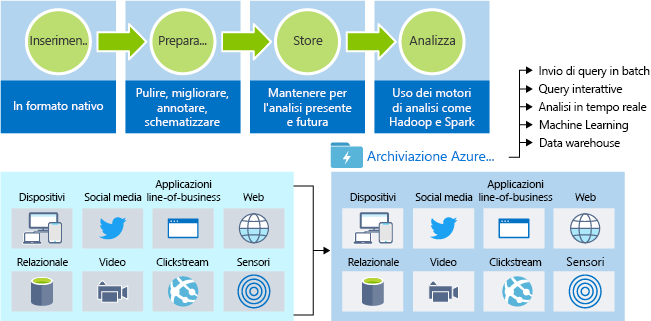 Inserimen..
Prepara...
Store
Analizza
In formato nativo
Pulire, migliorare,
annotare,
schematizzare
Mantenere per
l'analisi presente
e futura
Uso dei motori
di analisi come
Hadoop e Spark
Invio di query in batch
Query interattive
Analisi in tempo reale
Machine Learning
Data warehouse
Archiviazione Azure...
Dispositivi
Social media
Applicazioni
line-of-business
Web
Relazionale
Video
Clickstream
Sensori
Dispositivi
Social media
Applicazioni
line-of-business
Web
Relazionale
Video
Clickstream
Sensori